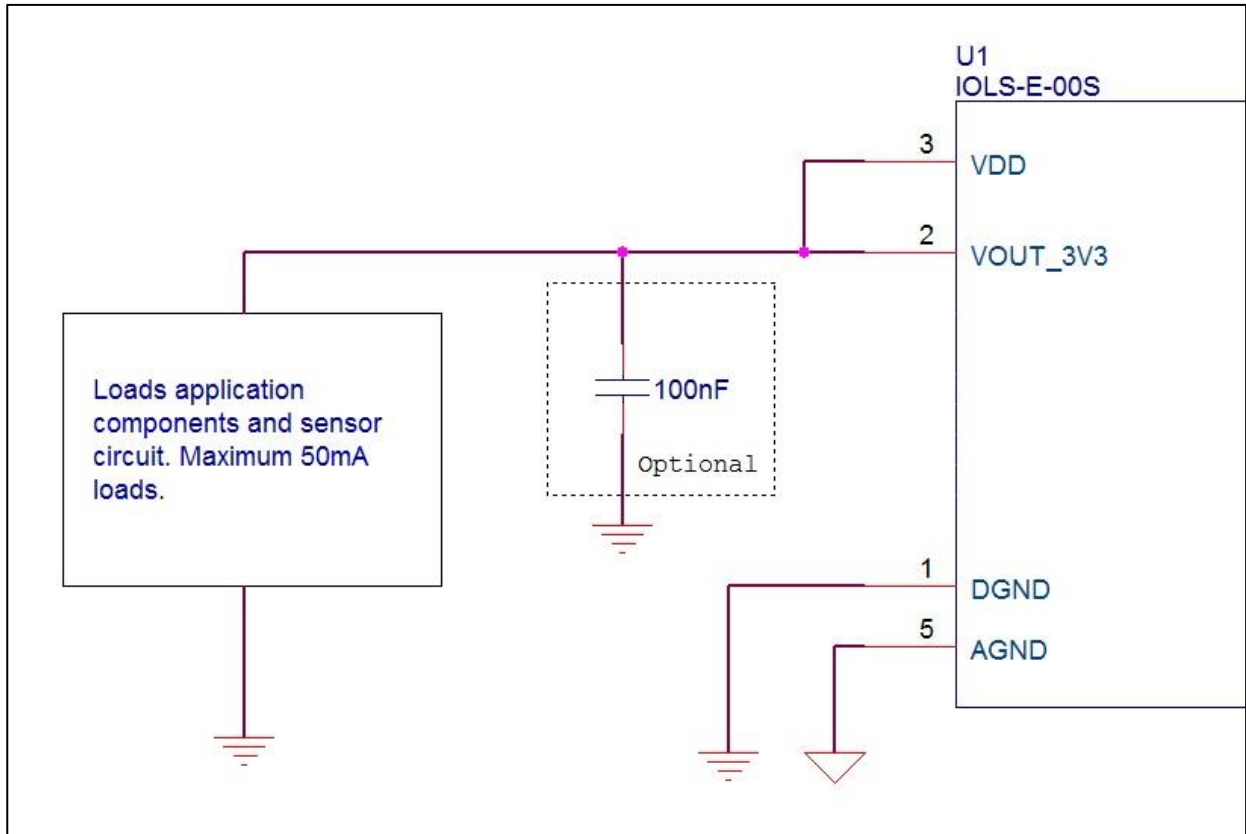 U1
IOLS-E-00S
3
VDD
2
VOUT_3V3
Loads application
components and sensor
circuit. Maximum 50mA
loads.
100nF
Optional
1
DGND
5
AGND